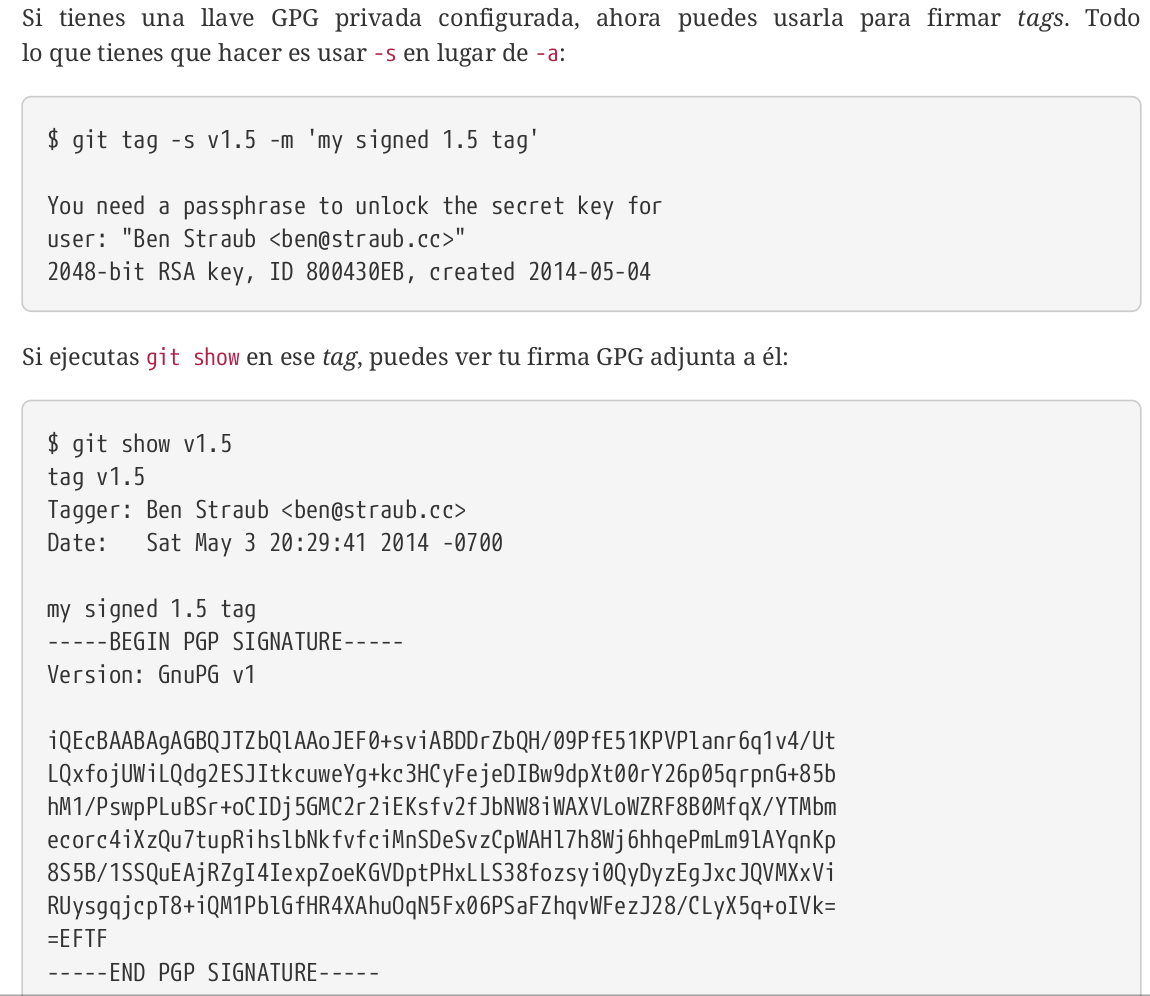 Si tienes una llave GPG privada configurada, ahora puedes usarla para firmar tags. Todo
lo que tienes que hacer es usar -s en lugar de -a:
$ git tag -s v1.5 -m 'my signed 1.5 tag'
You need a passphrase to unlock the secret key for
user: "Ben Straub <ben@straub.cc>"
2048-bit RSA key, ID 800430EB, created 2014-05-04
Si ejecutas git show en ese tag, puedes ver tu firma GPG adjunta a él:
$ git show v1.5
tag v1.5
Tagger: Ben Straub <ben@straub.cc>
Date:   Sat May 3 20:29:41 2014 -0700
my signed 1.5 tag
-----BEGIN PGP SIGNATURE-----
Version: GnuPG v1
iQEcBAABAgAGBQJTZbQlAAoJEF0+sviABDDrZbQH/09PfE51KPVPlanr6q1v4/Ut
LQxfojUWiLQdg2ESJItkcuweYg+kc3HCyFejeDIBw9dpXt00rY26p05qrpnG+85b
hM1/PswpPLuBSr+oCIDj5GMC2r2iEKsfv2fJbNW8iWAXVLoWZRF8B0MfqX/YTMbm
ecorc4iXzQu7tupRihslbNkfvfciMnSDeSvzCpWAHl7h8Wj6hhqePmLm9lAYqnKp
8S5B/1SSQuEAjRZgI4IexpZoeKGVDptPHxLLS38fozsyi0QyDyzEgJxcJQVMXxVi
RUysgqjcpT8+iQM1PblGfHR4XAhuOqN5Fx06PSaFZhqvWFezJ28/CLyX5q+oIVk=
=EFTF
-----END PGP SIGNATURE-----